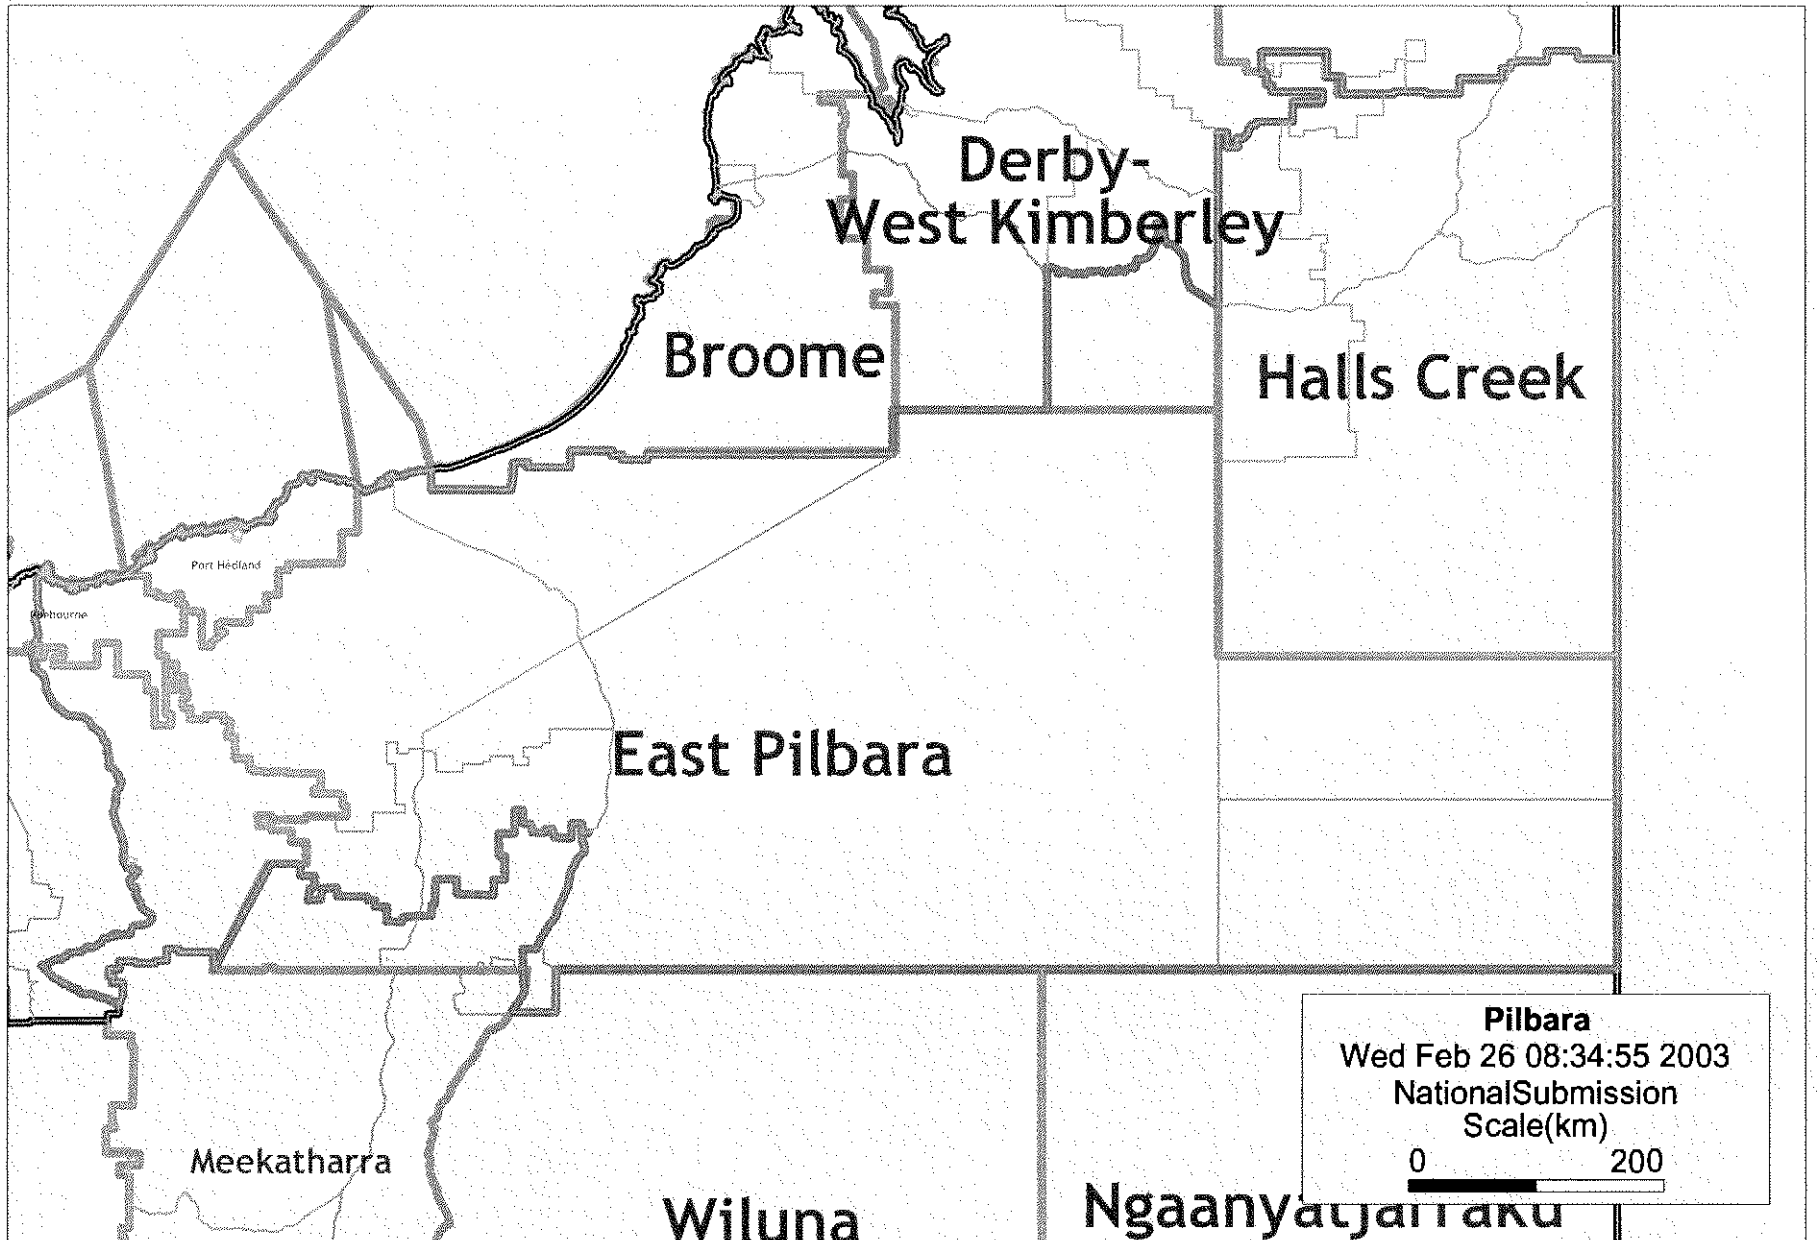 Derby-
West Kimberley
Broome
Halls Creek
Port Hedland
East Pilbara
Pilbara
Wed Feb 26 08:34:55 2003
NationalSubmission
Scale(km)
0 200
Meekatharra
Wiluna